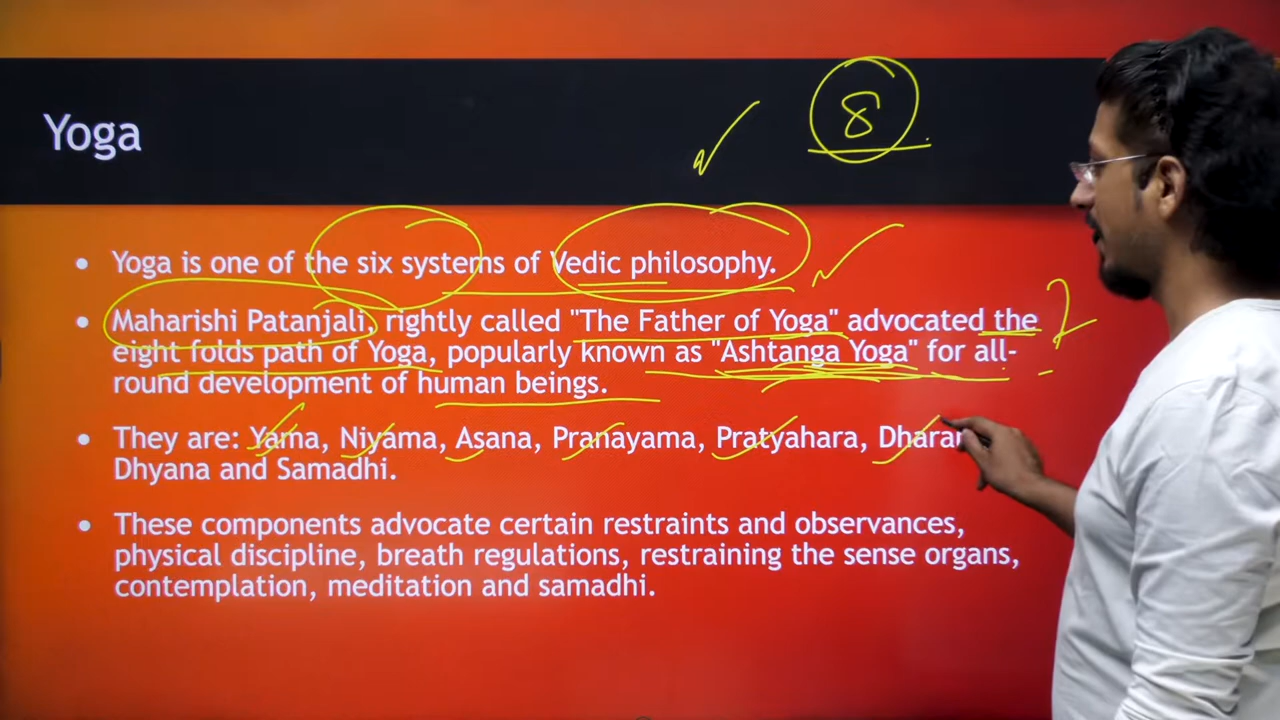 Yoga
8
• Yoga is one of the six systems of Vedic philosophy.
• Maharishi Patanjali, rightly called "The Father of Yoga" advocated the
eight folds path of Yoga, popularly known as "Ashtanga Yoga" for all-
round development of human beings.
• They are: Yama, Niyama, Asana, Pranayama, Pratyahara,
Dhyana and Samadhi.
• These components advocate certain restraints and observances,
physical discipline, breath regulations, restraining the sense organs,
contemplation, meditation and samadhi.